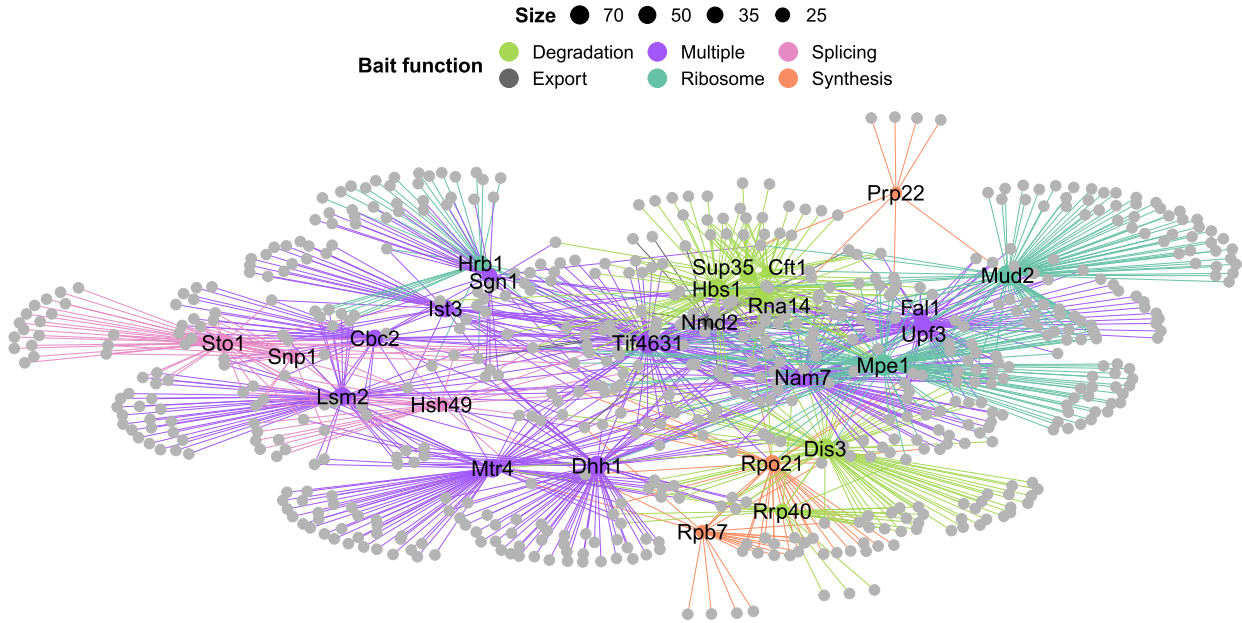 Size 70 50 35 25
Bait function
Degradation Multiple Splicing
Export Ribosome Synthesis
Prp22
Hrb1
Sup35 Cft1
Mud2
Sgn1
Hbs1
Ist3
Rna14
Fal1
Nmd2
Upf3
Cbc2
Sto1
Tif4631
Snp1
Mpe1
Nam7
Lsm2
Hsh49
Dis3
Rpo21
Mtr4
Dhh1
Rrp40
Rpb7